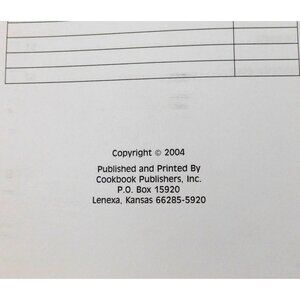 Copyright © 2004
Published and Printed By
Cookbook Publishers, Inc.
P.O. Box 15920
Lenexa, Kansas 66285-5920